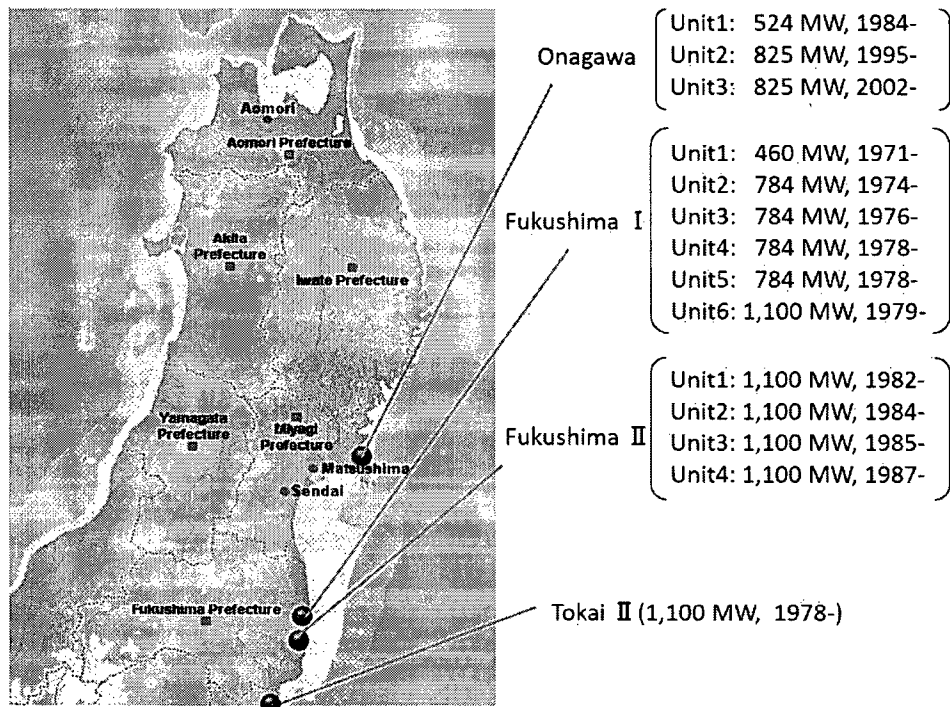 Onagawa
Unit1: 524 MW, 1984-
Unit2: 825 MW, 1995-
Unit3: 825 MW, 2002-
Fukushima I
Unit1: 460 MW, 1971-
Unit2: 784 MW, 1974-
Unit3: 784 MW, 1976-
Unit4: 784 MW, 1978-
Unit5: 784 MW, 1978-
Unit6: 1,100 MW, 1979-
Fukushima II
Unit1: 1,100 MW, 1982-
Unit2: 1,100 MW, 1984-
Unit3: 1,100 MW, 1985-
Unit4: 1,100 MW, 1987-
Tokai II (1,100 MW, 1978-)
Aomori
Aomori Prefecture
Akita
Prefecture
Iwate Prefecture
Yamagata
Prefecture
Miyagi
Prefecture
Matsushima
Sendai
Fukushima Prefecture